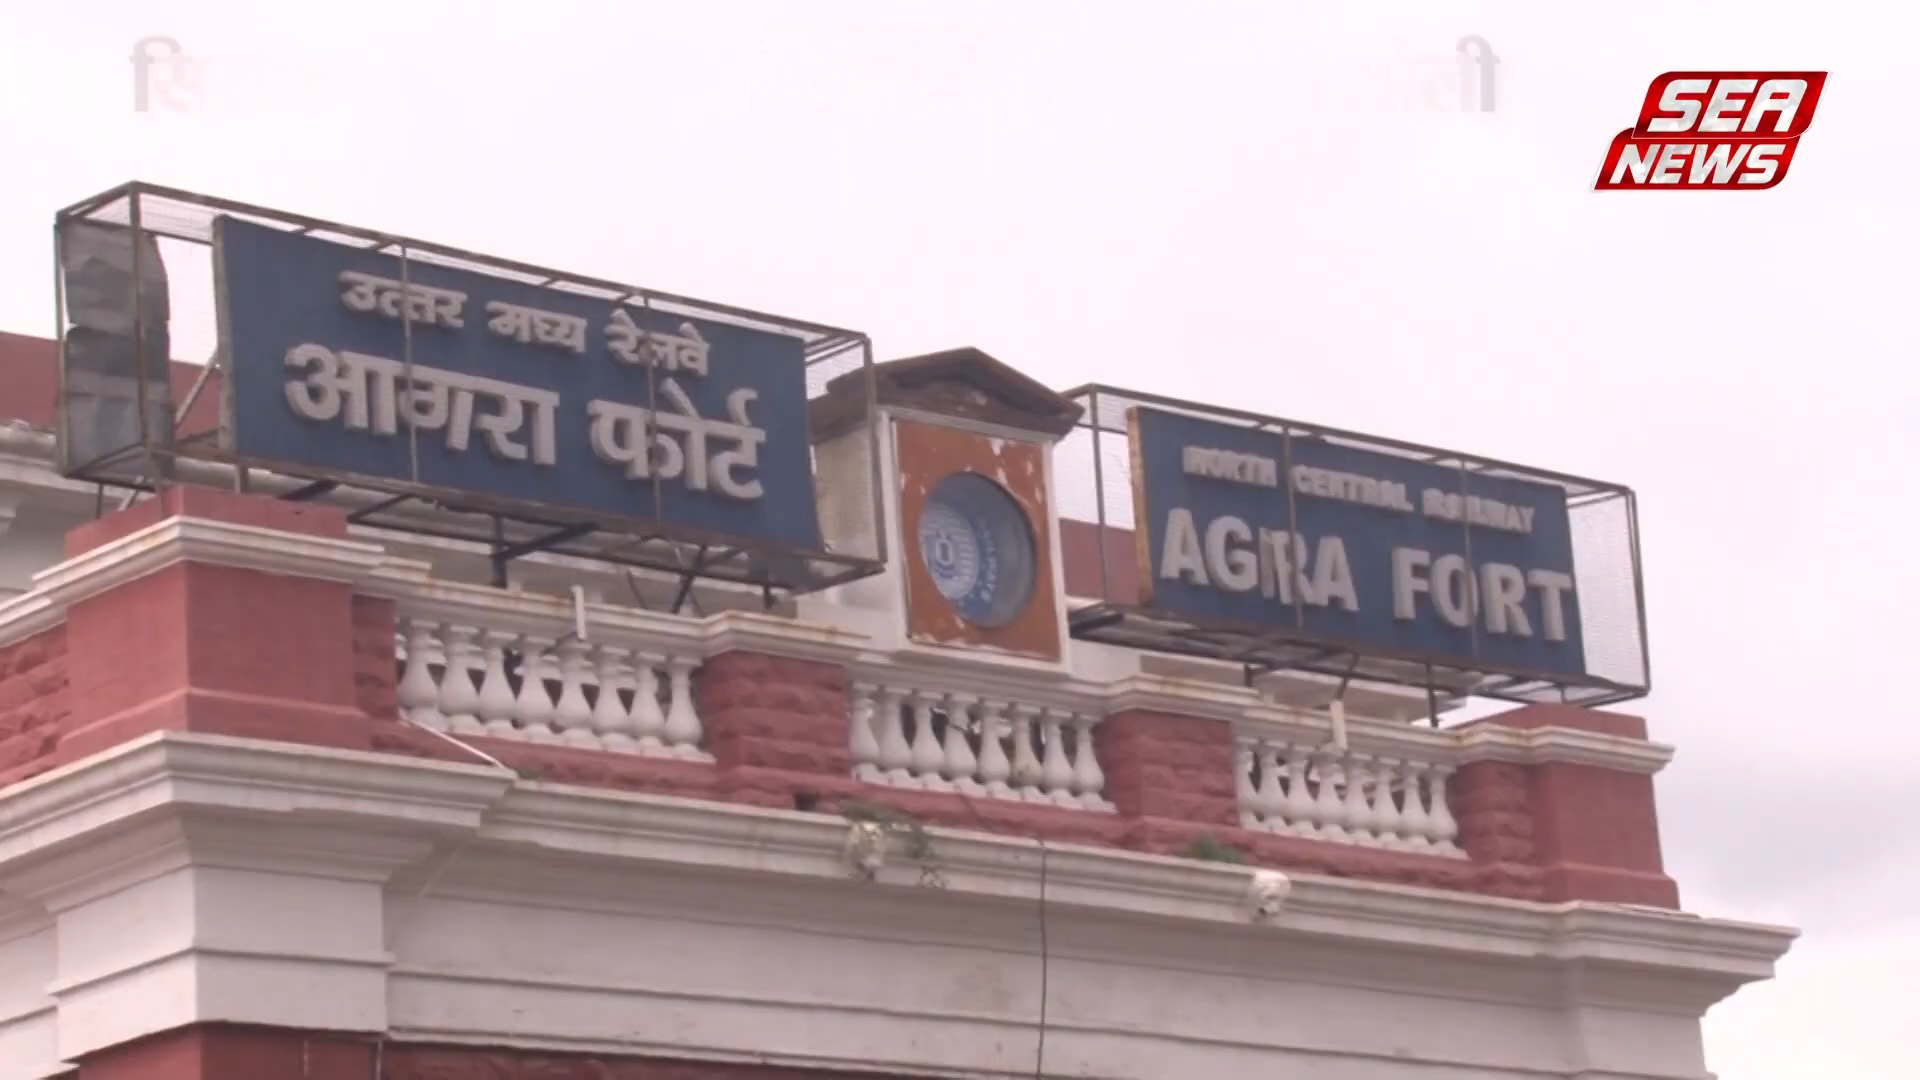 SEA
NEWS
उत्तर मध्य रेलवे
आगरा फोर्ट
NORTH CENTRAL RAILWAY
AGRA FORT